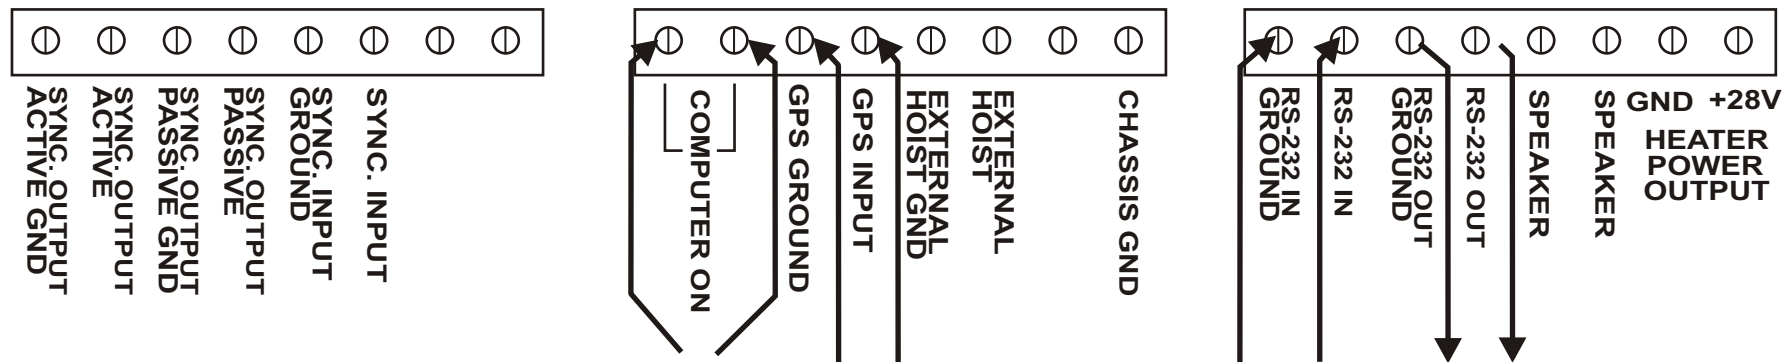 SYNC. OUTPUT
ACTIVE GND
SYNC. OUTPUT
ACTIVE
SYNC. OUTPUT
PASSIVE GND
SYNC. OUTPUT
PASSIVE
SYNC. INPUT
GROUND
SYNC. INPUT
COMPUTER ON
GPS GROUND
GPS INPUT
EXTERNAL
HOIST GND
EXTERNAL
HOIST
CHASSIS GND
RS-232 IN
GROUND
RS-232 IN
RS-232 OUT
GROUND
RS-232 OUT
SPEAKER
SPEAKER
GND +28V
HEATER
POWER
OUTPUT